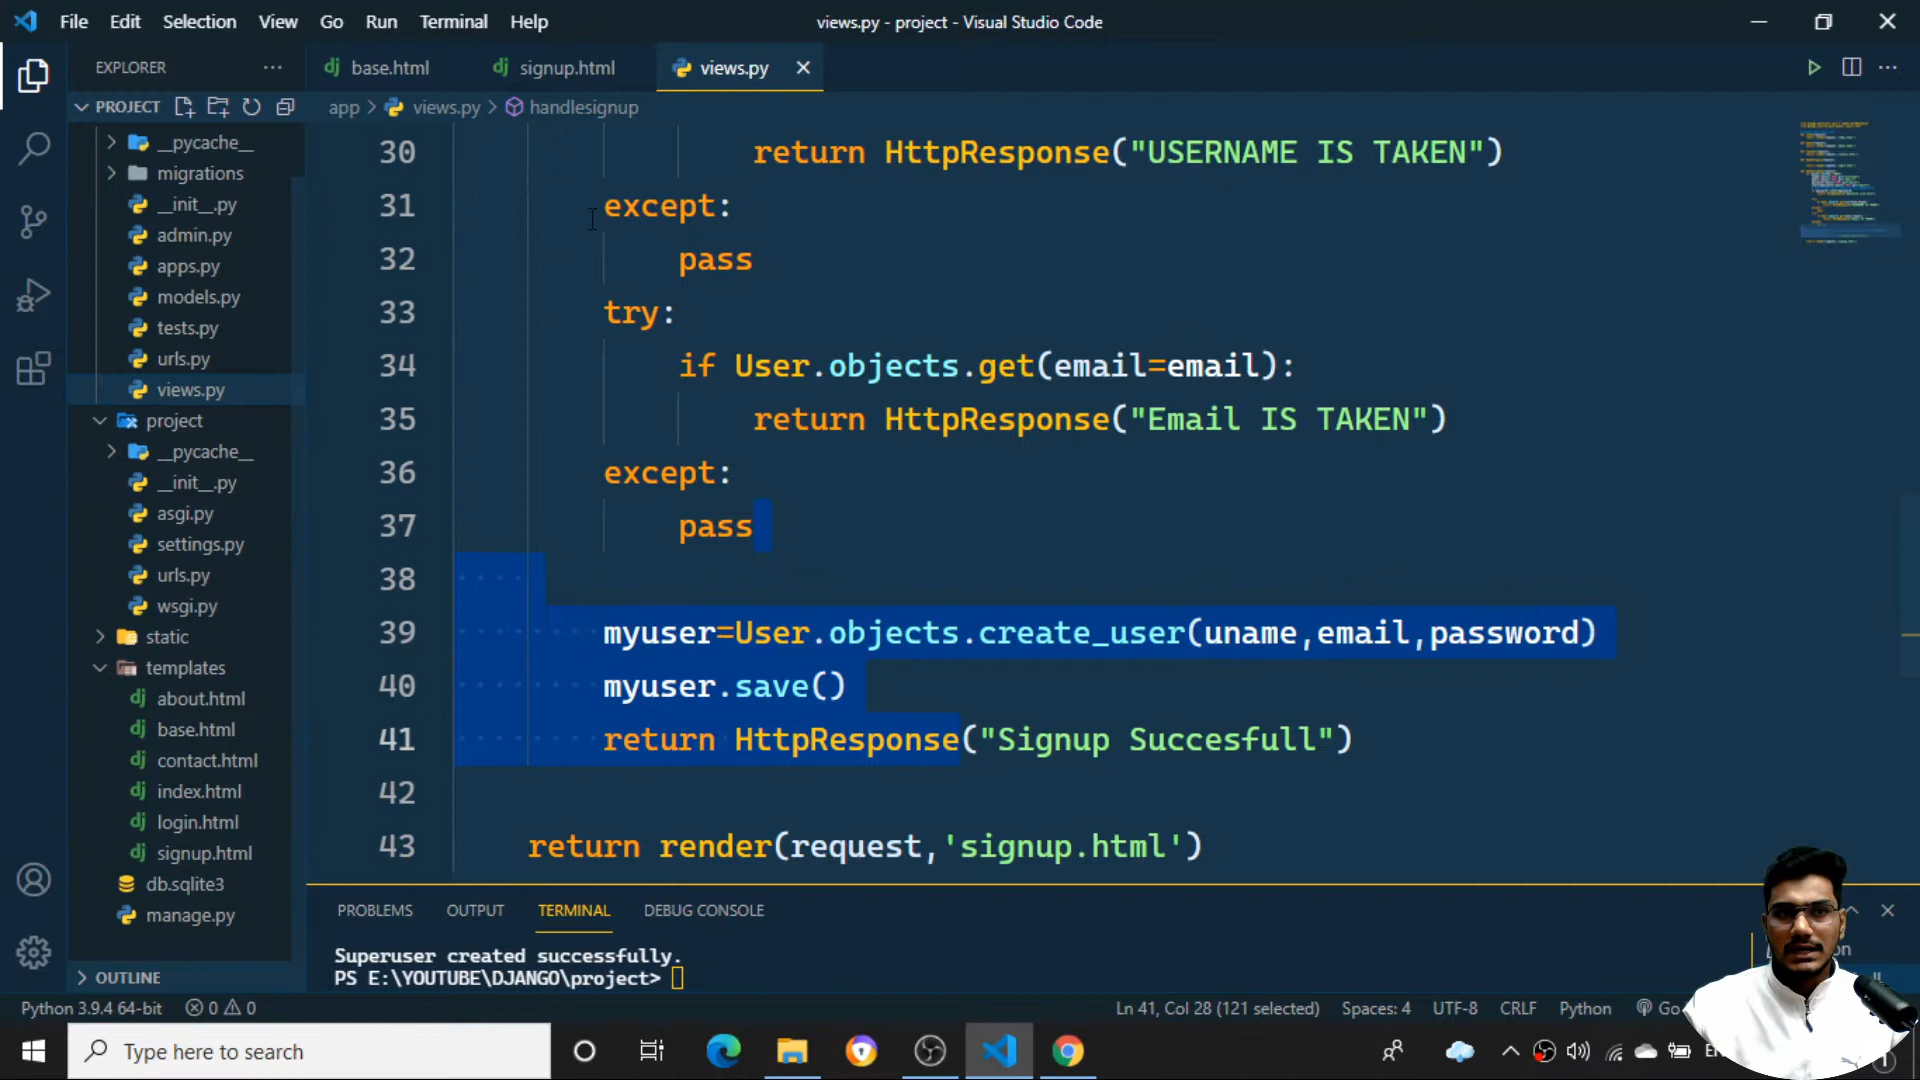 File Edit Selection View Go Run Terminal Help
views.py - project - Visual Studio Code
EXPLORER
base.html
signup.html
views.py
PROJECT
app > views.py > handlesignup
__pycache__
migrations
__init__.py
admin.py
apps.py
models.py
tests.py
urls.py
views.py
project
__pycache__
__init__.py
asgi.py
settings.py
urls.py
wsgi.py
static
templates
about.html
base.html
contact.html
index.html
login.html
signup.html
db.sqlite3
manage.py
OUTLINE
30 return HttpResponse("USERNAME IS TAKEN")
31 except:
32 pass
33 try:
34 if User.objects.get(email=email):
35 return HttpResponse("Email IS TAKEN")
36 except:
37 pass
38
39 myuser=User.objects.create_user(uname,email,password)
40 myuser.save()
41 return HttpResponse("Signup Succesfull")
42
43 return render(request,'signup.html')
PROBLEMS OUTPUT TERMINAL DEBUG CONSOLE
Superuser created successfully.
PS E:\YOUTUBE\DJANGO\project>
Python 3.9.4 64-bit 0 0
Ln 41, Col 28 (121 selected) Spaces: 4 UTF-8 CRLF Python Go
Type here to search